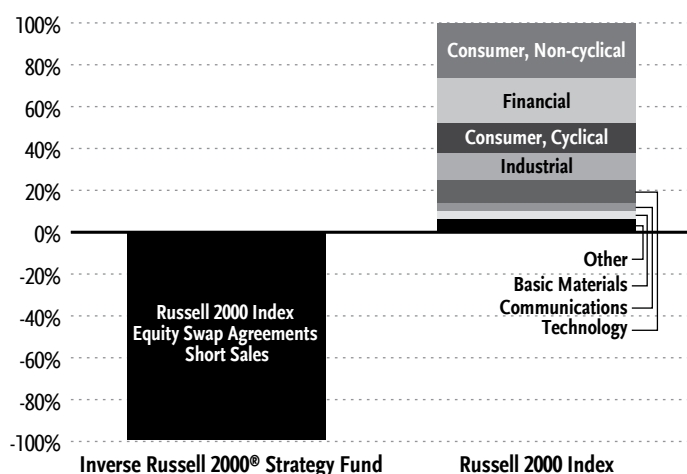 100%
80%
60%
40%
20%
0%
-20%
-40%
-60%
-80%
-100%
Consumer, Non-cyclical
Financial
Consumer, Cyclical
Industrial
Other
Basic Materials
Communications
Technology
Russell 2000 Index
Equity Swap Agreements
Short Sales
Inverse Russell 2000® Strategy Fund
Russell 2000 Index